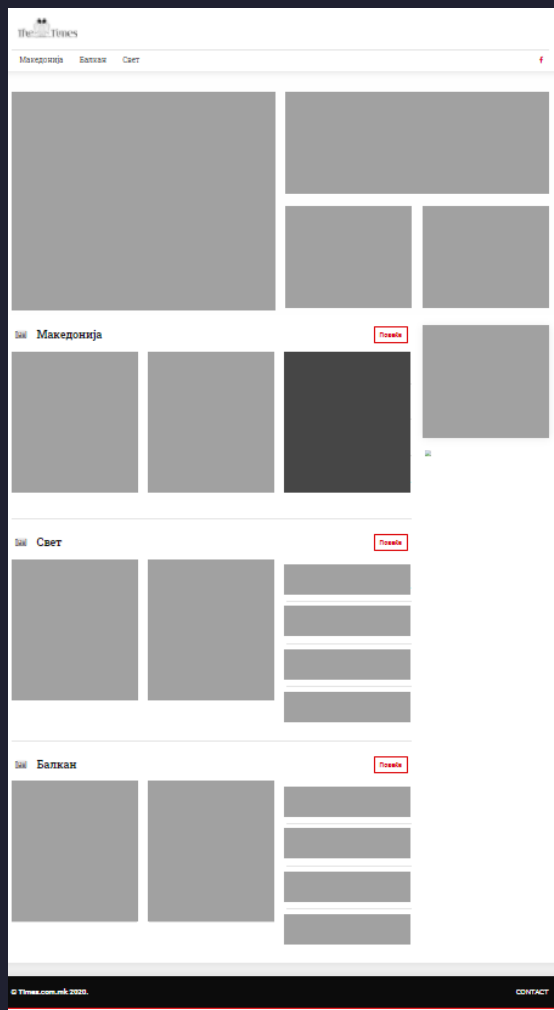 The Times
Македонија Балкан Свет
Македонија
Повеќе
Свет
Повеќе
Балкан
Повеќе
© Times.com.mk 2020.
CONTACT